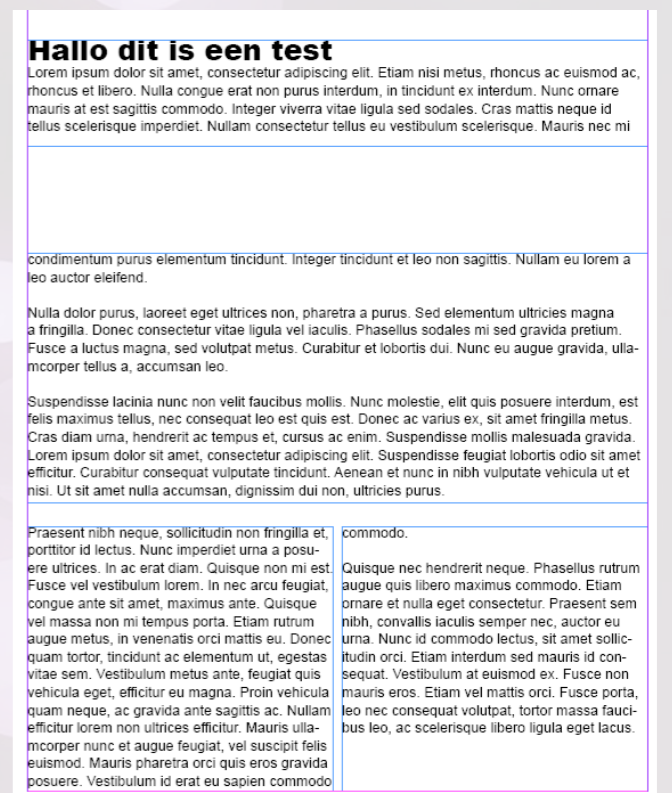 Hallo dit is een test
Lorem ipsum dolor sit amet, consectetur adipiscing elit. Etiam nisi metus, rhoncus ac euismod ac,
rhoncus et libero. Nulla congue erat non purus interdum, in tincidunt ex interdum. Nunc ornare
mauris at est sagittis commodo. Integer viverra vitae ligula sed sodales. Cras mattis neque id
tellus scelerisque imperdiet. Nullam consectetur tellus eu vestibulum scelerisque. Mauris nec mi
condimentum purus elementum tincidunt. Integer tincidunt et leo non sagittis. Nullam eu lorem a
leo auctor eleifend.
Nulla dolor purus, laoreet eget ultrices non, pharetra a purus. Sed elementum ultricies magna
a fringilla. Donec consectetur vitae ligula vel iaculis. Phasellus sodales mi sed gravida pretium.
Fusce a luctus magna, sed volutpat metus. Curabitur et lobortis dui. Nunc eu augue gravida, ulla-
mcorper tellus a, accumsan leo.
Suspendisse lacinia nunc non velit faucibus mollis. Nunc molestie, elit quis posuere interdum, est
felis maximus tellus, nec consequat leo est quis est. Donec ac varius ex, sit amet fringilla metus.
Cras diam urna, hendrerit ac tempus et, cursus ac enim. Suspendisse mollis malesuada gravida.
Lorem ipsum dolor sit amet, consectetur adipiscing elit. Suspendisse feugiat lobortis odio sit amet
efficitur. Curabitur consequat vulputate tincidunt. Aenean et nunc in nibh vulputate vehicula ut et
nisi. Ut sit amet nulla accumsan, dignissim dui non, ultricies purus.
Praesent nibh neque, sollicitudin non fringilla et,
porttitor id lectus. Nunc imperdiet urna a posu-
ere ultrices. In ac erat diam. Quisque non mi est.
Fusce vel vestibulum lorem. In nec arcu feugiat,
congue ante sit amet, maximus ante. Quisque
vel massa non mi tempus porta. Etiam rutrum
augue metus, in venenatis orci mattis eu. Donec
quam tortor, tincidunt ac elementum ut, egestas
vitae sem. Vestibulum metus ante, feugiat quis
vehicula eget, efficitur eu magna. Proin vehicula
quam neque, ac gravida ante sagittis ac. Nullam
efficitur lorem non ultrices efficitur. Mauris ulla-
mcorper nunc et augue feugiat, vel suscipit felis
euismod. Mauris pharetra orci quis eros gravida
posuere. Vestibulum id erat eu sapien commodo
commodo.
Quisque nec hendrerit neque. Phasellus rutrum
augue quis libero maximus commodo. Etiam
ornare et nulla eget consectetur. Praesent sem
nibh, convallis iaculis semper nec, auctor eu
urna. Nunc id commodo lectus, sit amet sollic-
itudin orci. Etiam interdum sed mauris id con-
sequat. Vestibulum at euismod ex. Fusce non
mauris eros. Etiam vel mattis orci. Fusce porta,
leo nec consequat volutpat, tortor massa fauci-
bus leo, ac scelerisque libero ligula eget lacus.